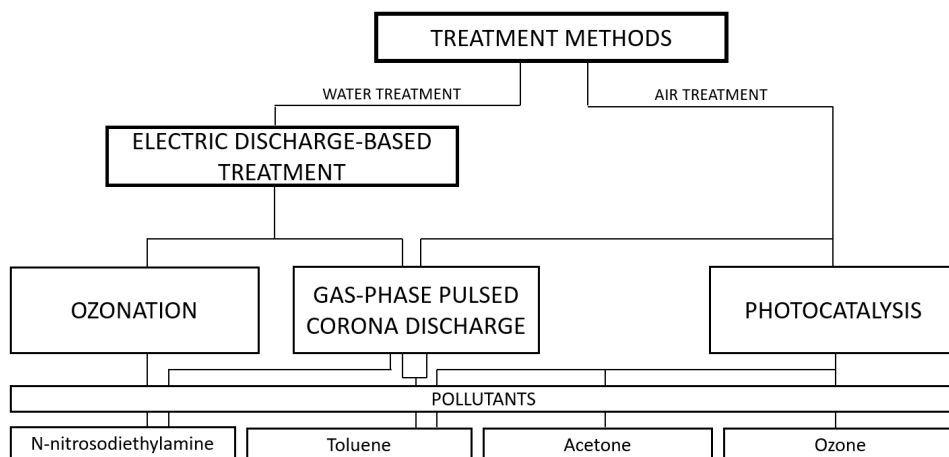 TREATMENT METHODS
WATER TREATMENT
AIR TREATMENT
ELECTRIC DISCHARGE-BASED
TREATMENT
OZONATION
GAS-PHASE PULSED
CORONA DISCHARGE
PHOTOCATALYSIS
POLLUTANTS
N-nitrosodiethylamine
Toluene
Acetone
Ozone